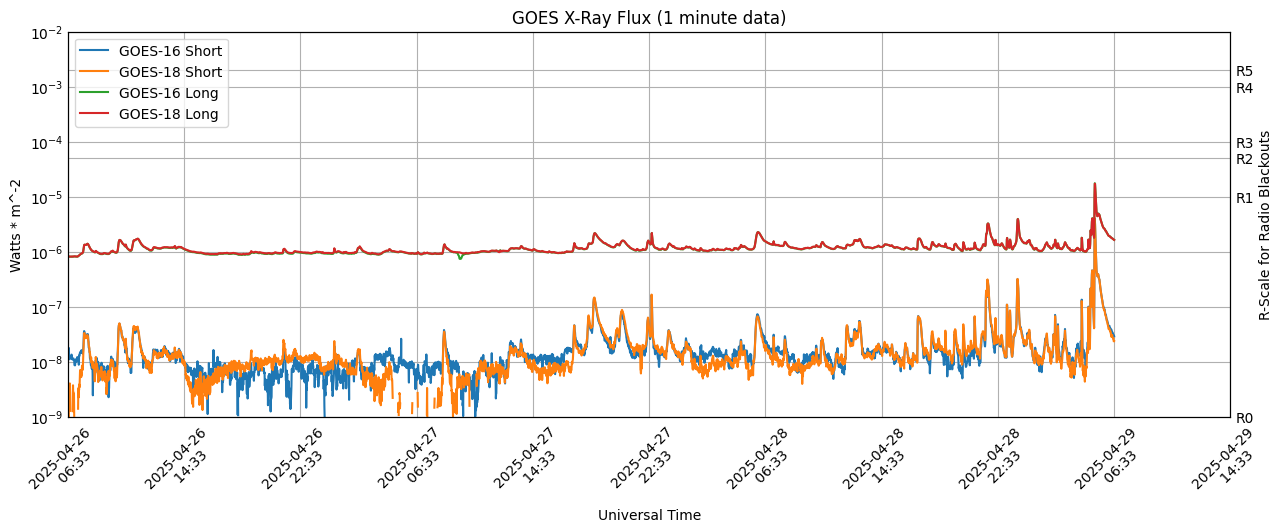 GOES X-Ray Flux (1 minute data)
GOES-16 Short
GOES-18 Short
GOES-16 Long
GOES-18 Long
10^-2
10^-3
10^-4
10^-5
10^-6
10^-7
10^-8
10^-9
Watts * m^-2
R5
R4
R3
R2
R1
R0
R-Scale for Radio Blackouts
2025-04-26
06:33
2025-04-26
14:33
2025-04-26
22:33
2025-04-27
06:33
2025-04-27
14:33
2025-04-27
22:33
2025-04-28
06:33
2025-04-28
14:33
2025-04-28
22:33
2025-04-29
06:33
2025-04-29
14:33
Universal Time